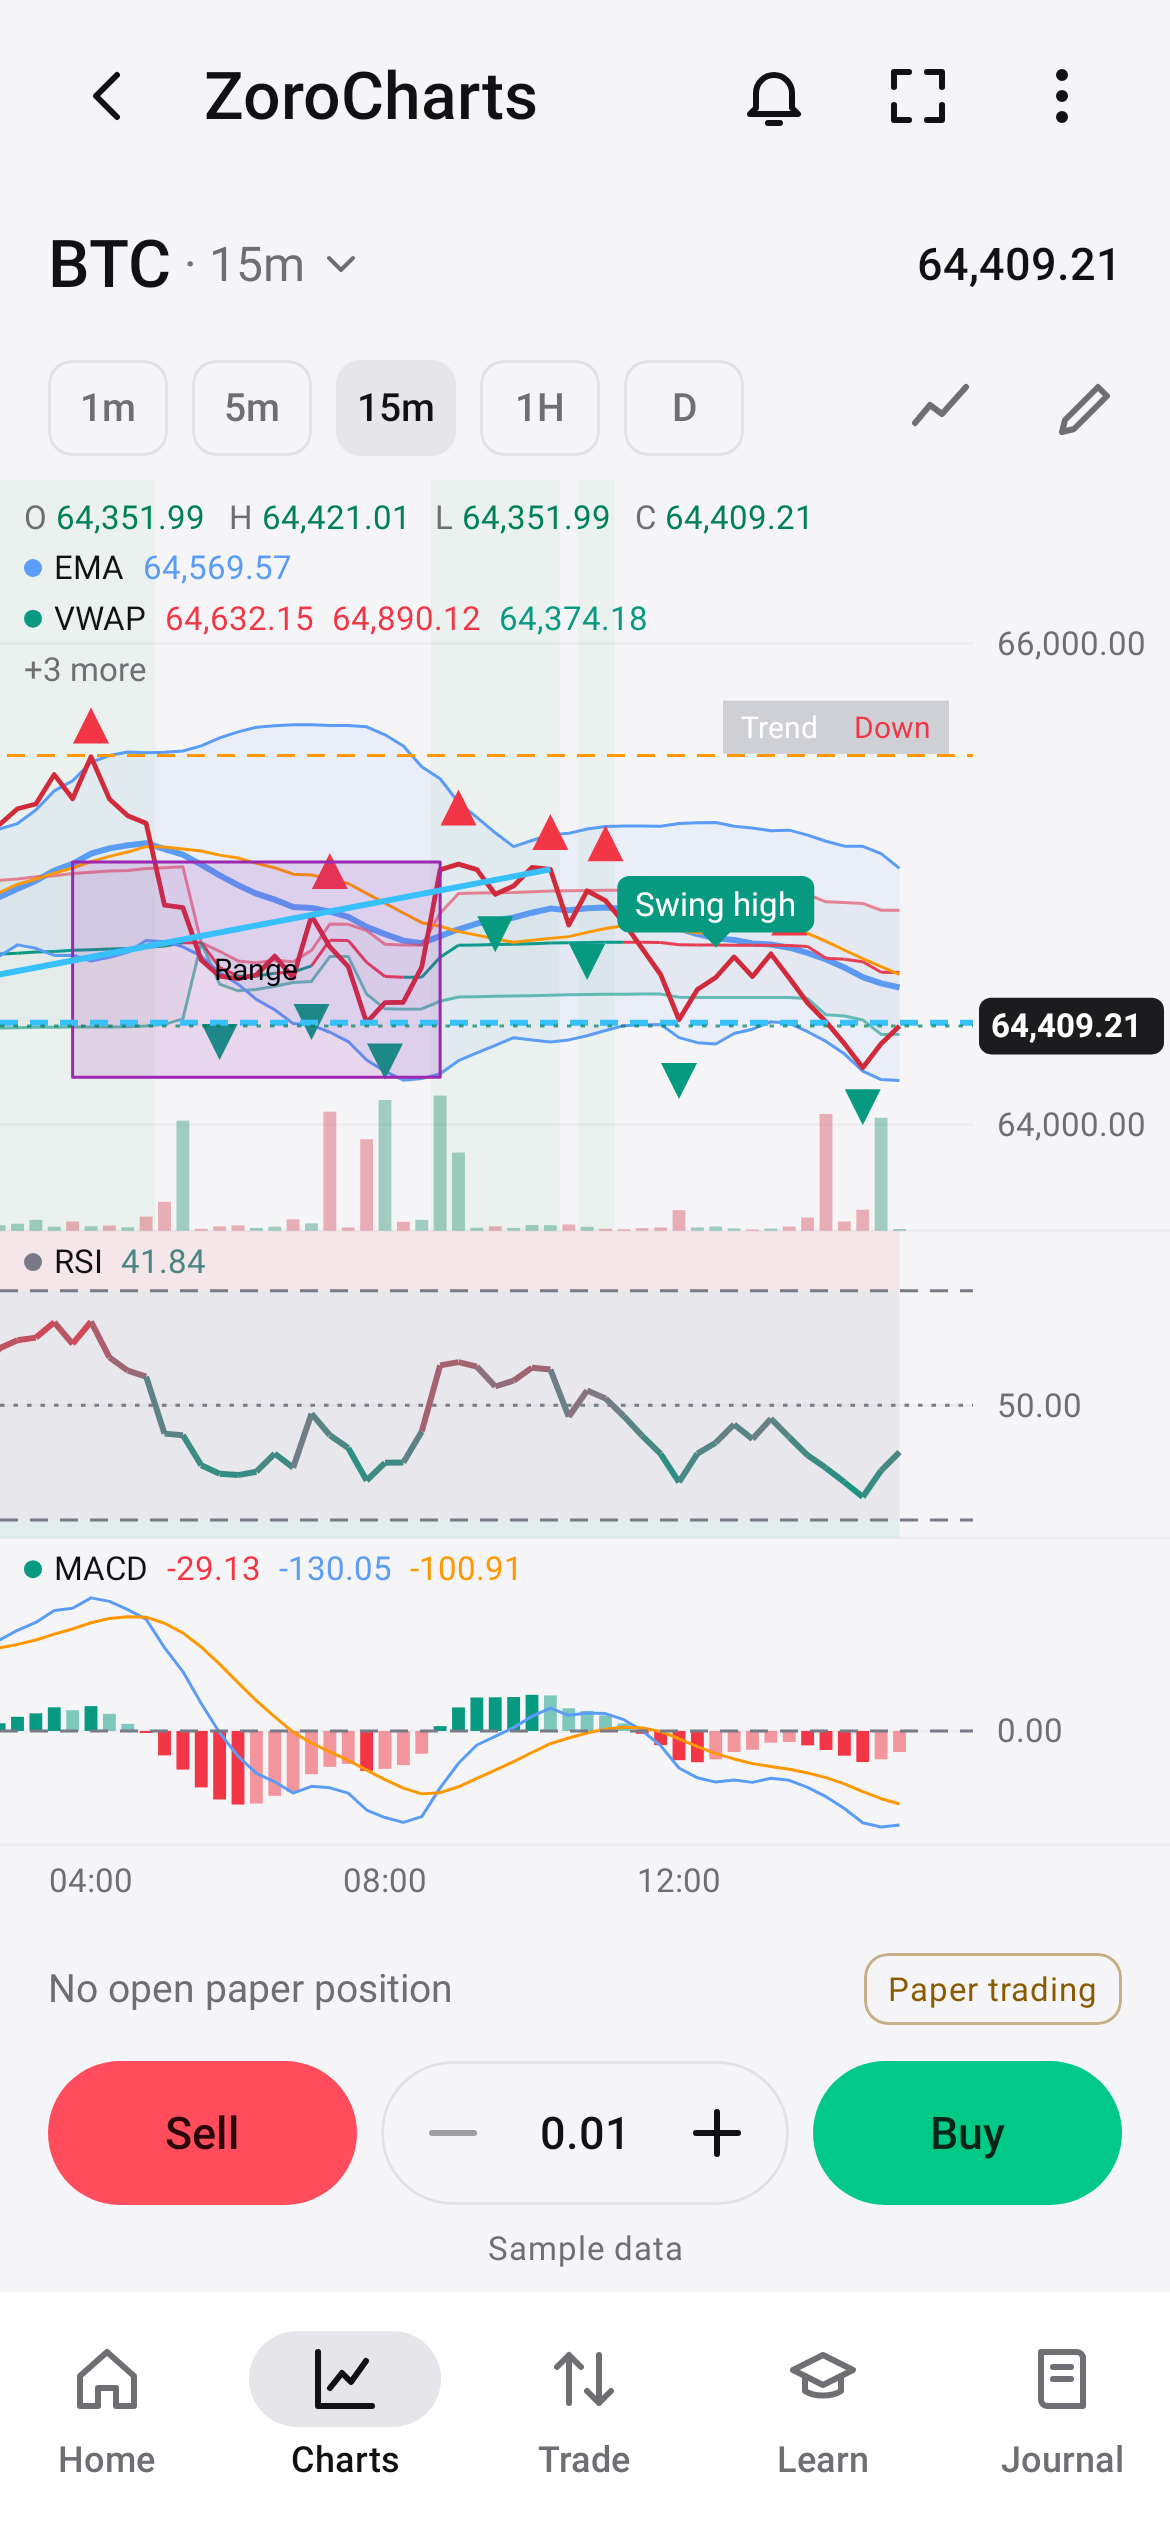 ZoroCharts
BTC · 15m
64,409.21
1m 5m 15m 1H D
O 64,351.99 H 64,421.01 L 64,351.99 C 64,409.21
EMA 64,569.57
VWAP 64,632.15 64,890.12 64,374.18
66,000.00
+3 more
Trend Down
Swing high
Range
64,409.21
64,000.00
RSI 41.84
50.00
MACD -29.13 -130.05 -100.91
0.00
04:00 08:00 12:00
No open paper position
Paper trading
Sell 0.01 Buy
Sample data
Home Charts Trade Learn Journal